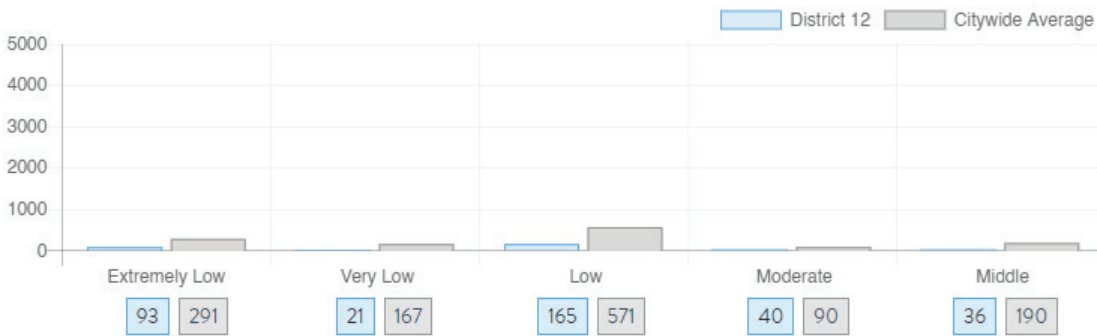 District 12 Citywide Average
5000
4000
3000
2000
1000
0
Extremely Low Very Low Low Moderate Middle
93 291 21 167 165 571 40 90 36 190